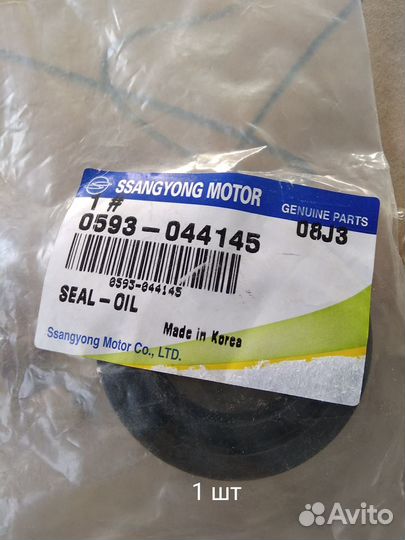 SSANGYONG MOTOR
GENUINE PARTS
1 #
0593-044145
08J3
0593-044145
SEAL-OIL
Made in Korea
Ssangyong Motor Co., LTD.
1 шт
Avito